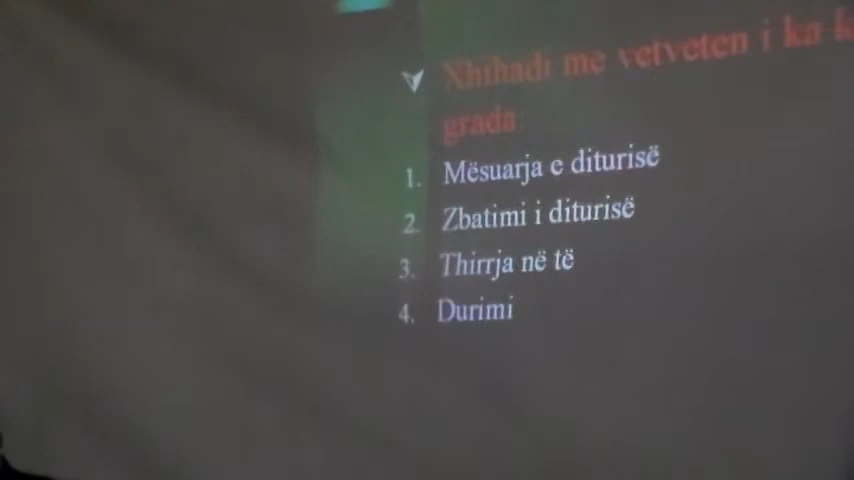 Xhihadi me vetveten i ka
grada:
1. Mësuarja e diturisë
2. Zbatimi i diturisë
3. Thirrja në të
4. Durimi